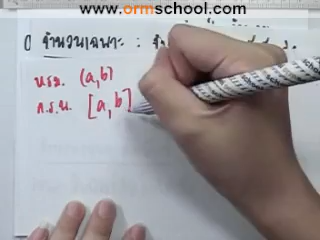 www.ormschool.com
จำนวนเฉพาะ :
ห.ร.ม. (a,b)
ค.ร.น. [a,b]